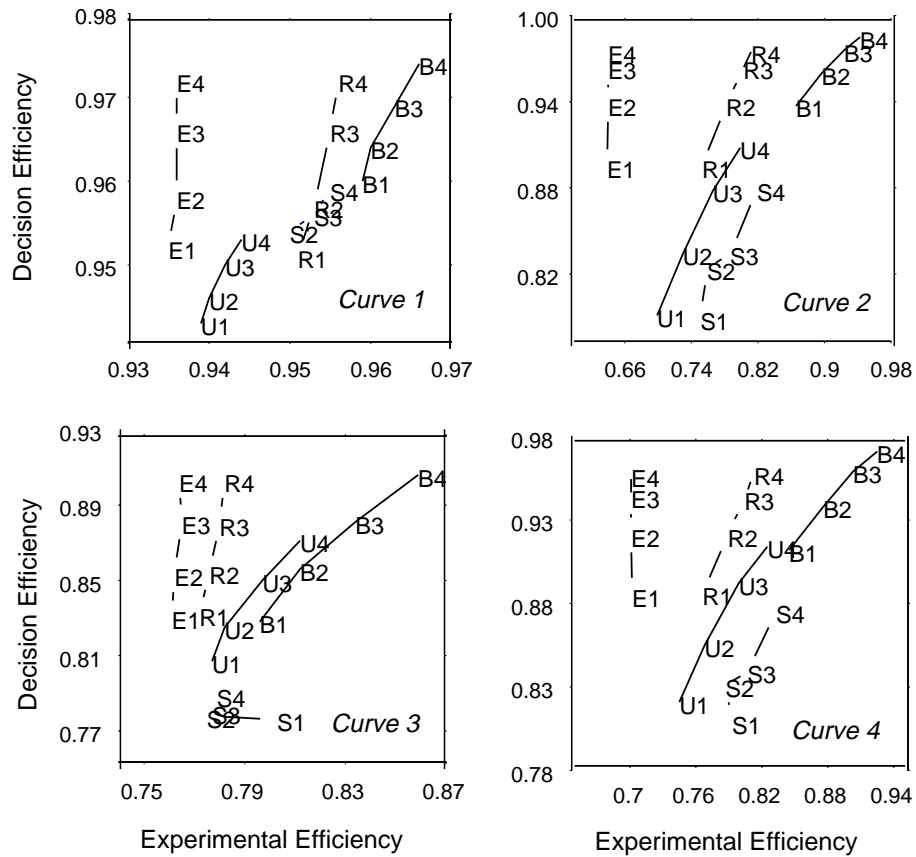 0.98
0.97
0.96
0.95
Decision Efficiency
E4
E3
E2
E1
R4
R3
R2
R1
B4
B3
B2
B1
S4
S3
S2
U4
U3
U2
U1
Curve 1
0.93 0.94 0.95 0.96 0.97
1.00
0.94
0.88
0.82
E4
E3
E2
E1
R4
R3
R2
R1
B4
B3
B2
B1
U4
U3
U2
U1
S4
S3
S2
S1
Curve 2
0.66 0.74 0.82 0.9 0.98
0.93
0.89
0.85
0.81
0.77
Decision Efficiency
E4
E3
E2
E1
R4
R3
R2
R1
B4
B3
B2
B1
U4
U3
U2
U1
S4
S3
S2
S1
Curve 3
0.75 0.79 0.83 0.87
Experimental Efficiency
0.98
0.93
0.88
0.83
0.78
E4
E3
E2
E1
R4
R3
R2
R1
B4
B3
B2
B1
U4
U3
U2
U1
S4
S3
S2
S1
Curve 4
0.7 0.76 0.82 0.88 0.94
Experimental Efficiency